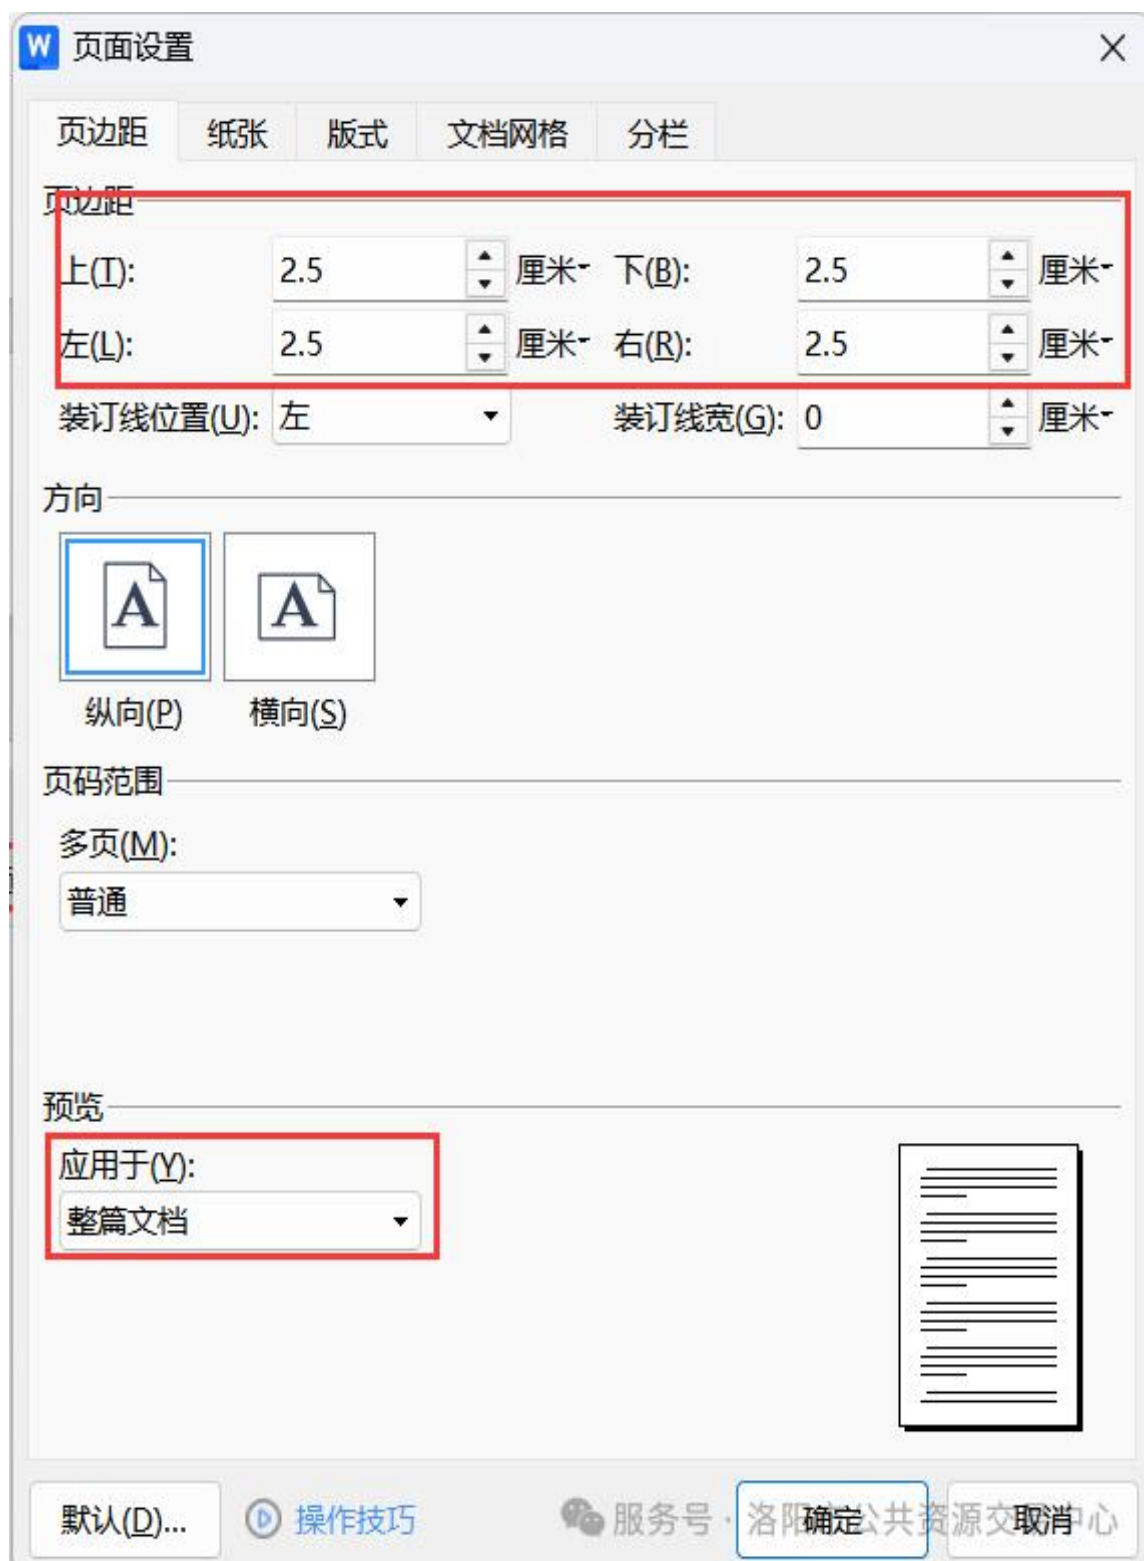 W 页面设置
页边距 纸张 版式 文档网格 分栏
页边距
上(T): 2.5 厘米 下(B): 2.5 厘米
左(L): 2.5 厘米 右(R): 2.5 厘米
装订线位置(U): 左 装订线宽(G): 0 厘米
方向
A A
纵向(P) 横向(S)
页码范围
多页(M):
普通
预览
应用于(Y):
整篇文档
默认(D)... 操作技巧 确定 取消
服务号 · 洛阳市公共资源交易中心